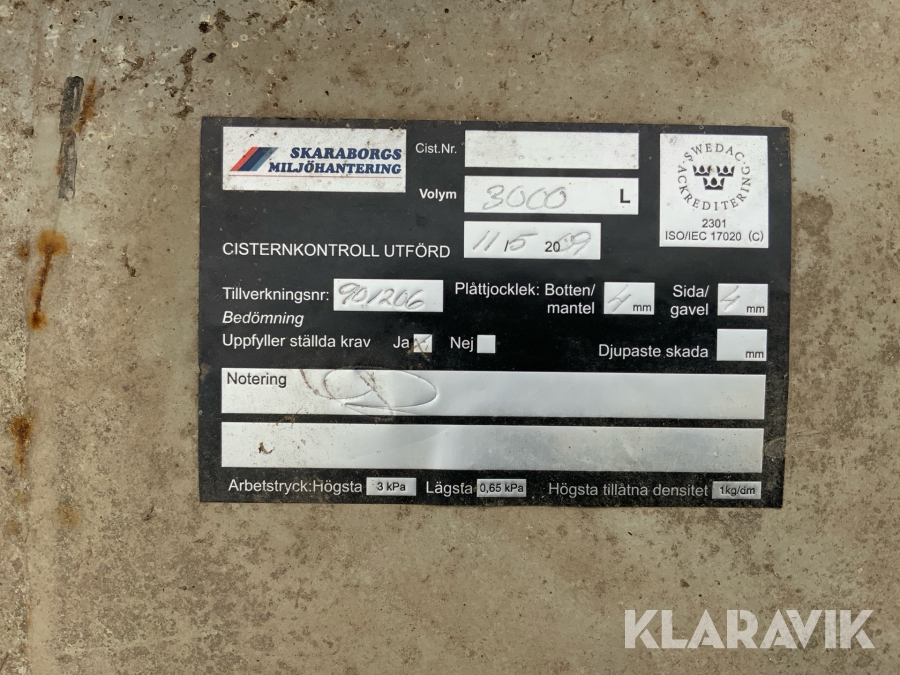 SKARABORGS
MILJÖHANTERING
Cist.Nr.
Volym 3000 L
SWEDAC ACKREDITERING
2301
ISO/IEC 17020 (C)
CISTERNKONTROLL UTFÖRD 11/5 2009
Tillverkningsnr: 901206
Plåttjocklek: Botten/
mantel 4 mm
Sida/
gavel 4 mm
Bedömning
Uppfyller ställda krav Ja x Nej
Djupaste skada mm
Notering
Arbetstryck:Högsta 3 kPa Lägsta 0,65 kPa Högsta tillåtna densitet 1kg/dm
KLARAVIK